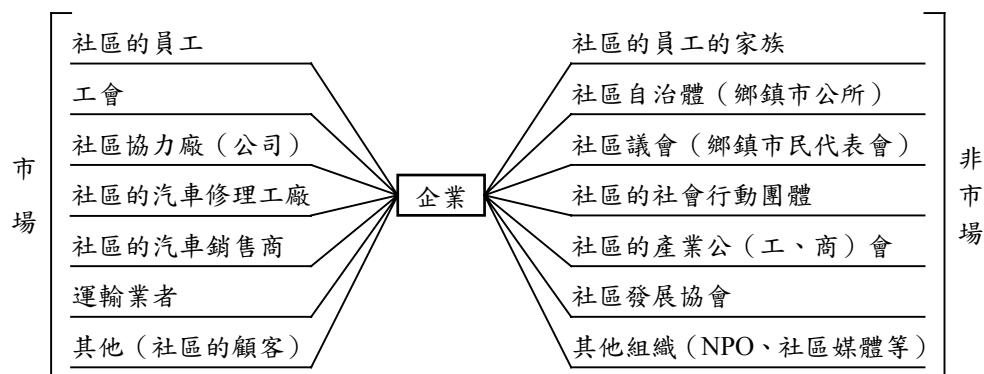 市場
社區的員工
工會
社區協力廠（公司）
社區的汽車修理工廠
社區的汽車銷售商
運輸業者
其他（社區的顧客）
企業
社區的員工的家族
社區自治體（鄉鎮市公所）
社區議會（鄉鎮市民代表會）
社區的社會行動團體
社區的產業公（工、商）會
社區發展協會
其他組織（NPO、社區媒體等）
非市場